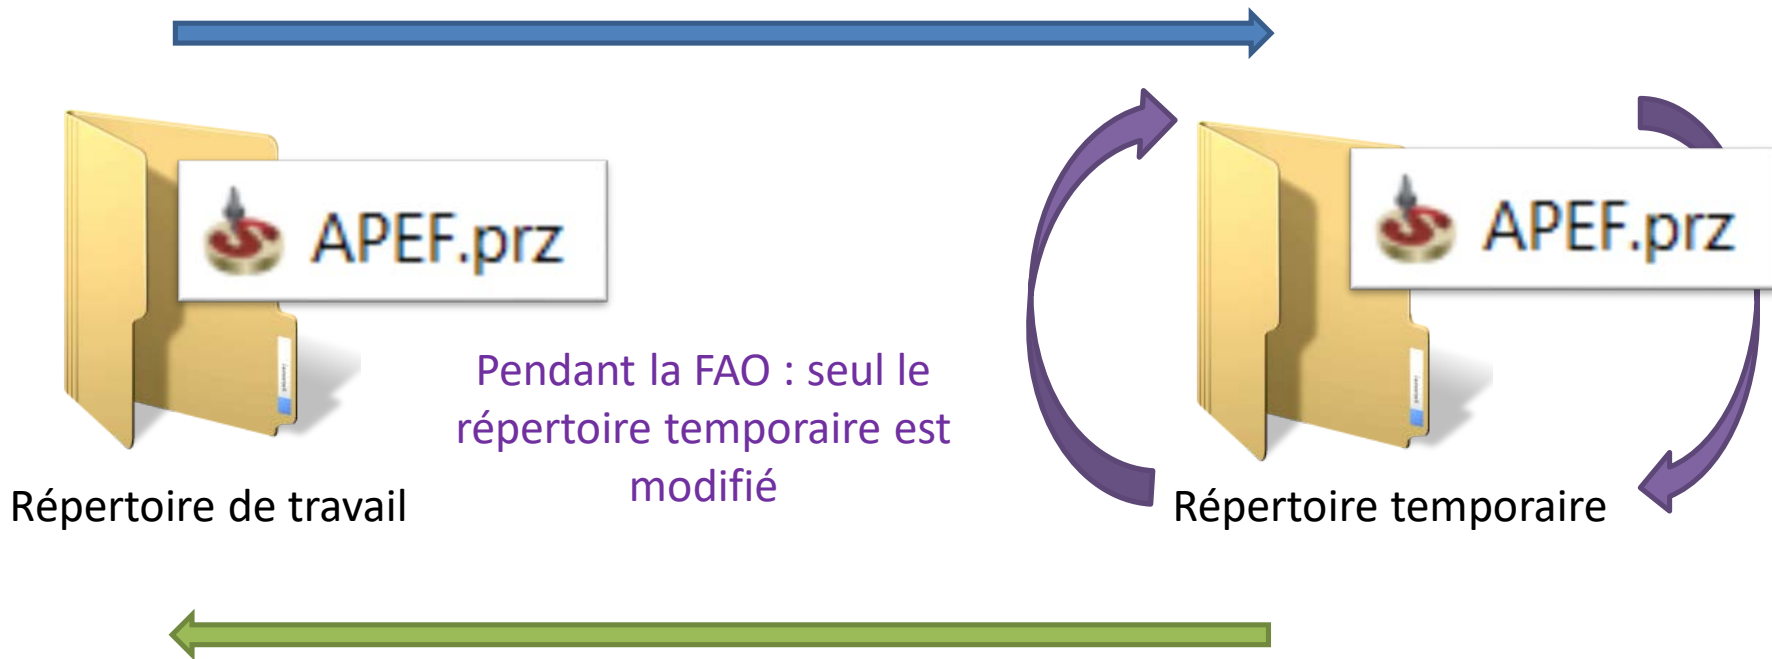 APEF.prz
APEF.prz
Pendant la FAO : seul le
répertoire temporaire est
modifié
Répertoire de travail
Répertoire temporaire